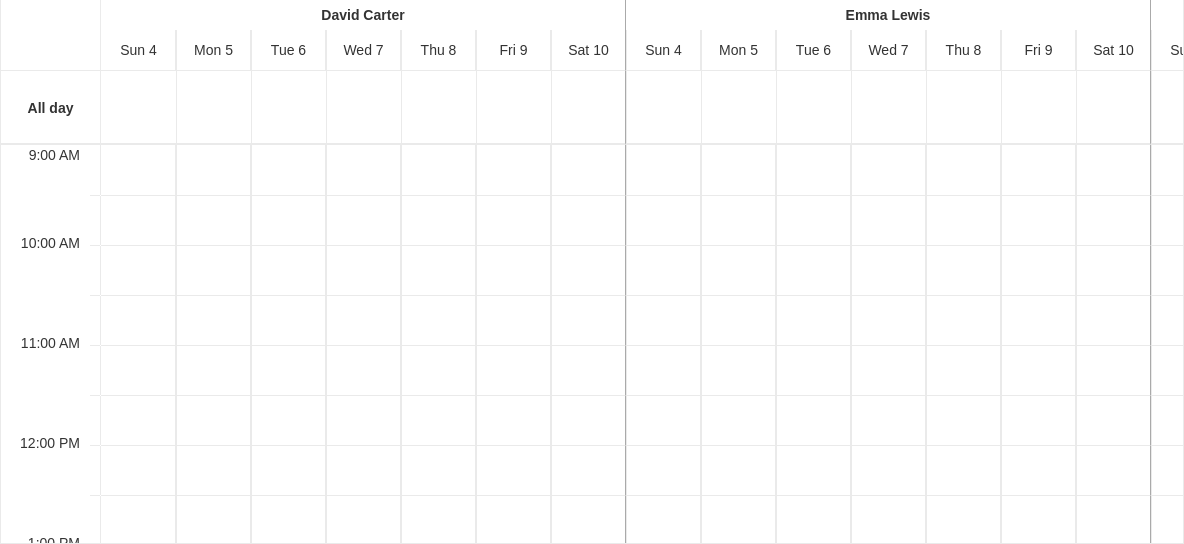 David Carter Emma Lewis
Sun 4 Mon 5 Tue 6 Wed 7 Thu 8 Fri 9 Sat 10 Sun 4 Mon 5 Tue 6 Wed 7 Thu 8 Fri 9 Sat 10
All day
9:00 AM
10:00 AM
11:00 AM
12:00 PM
1:00 PM